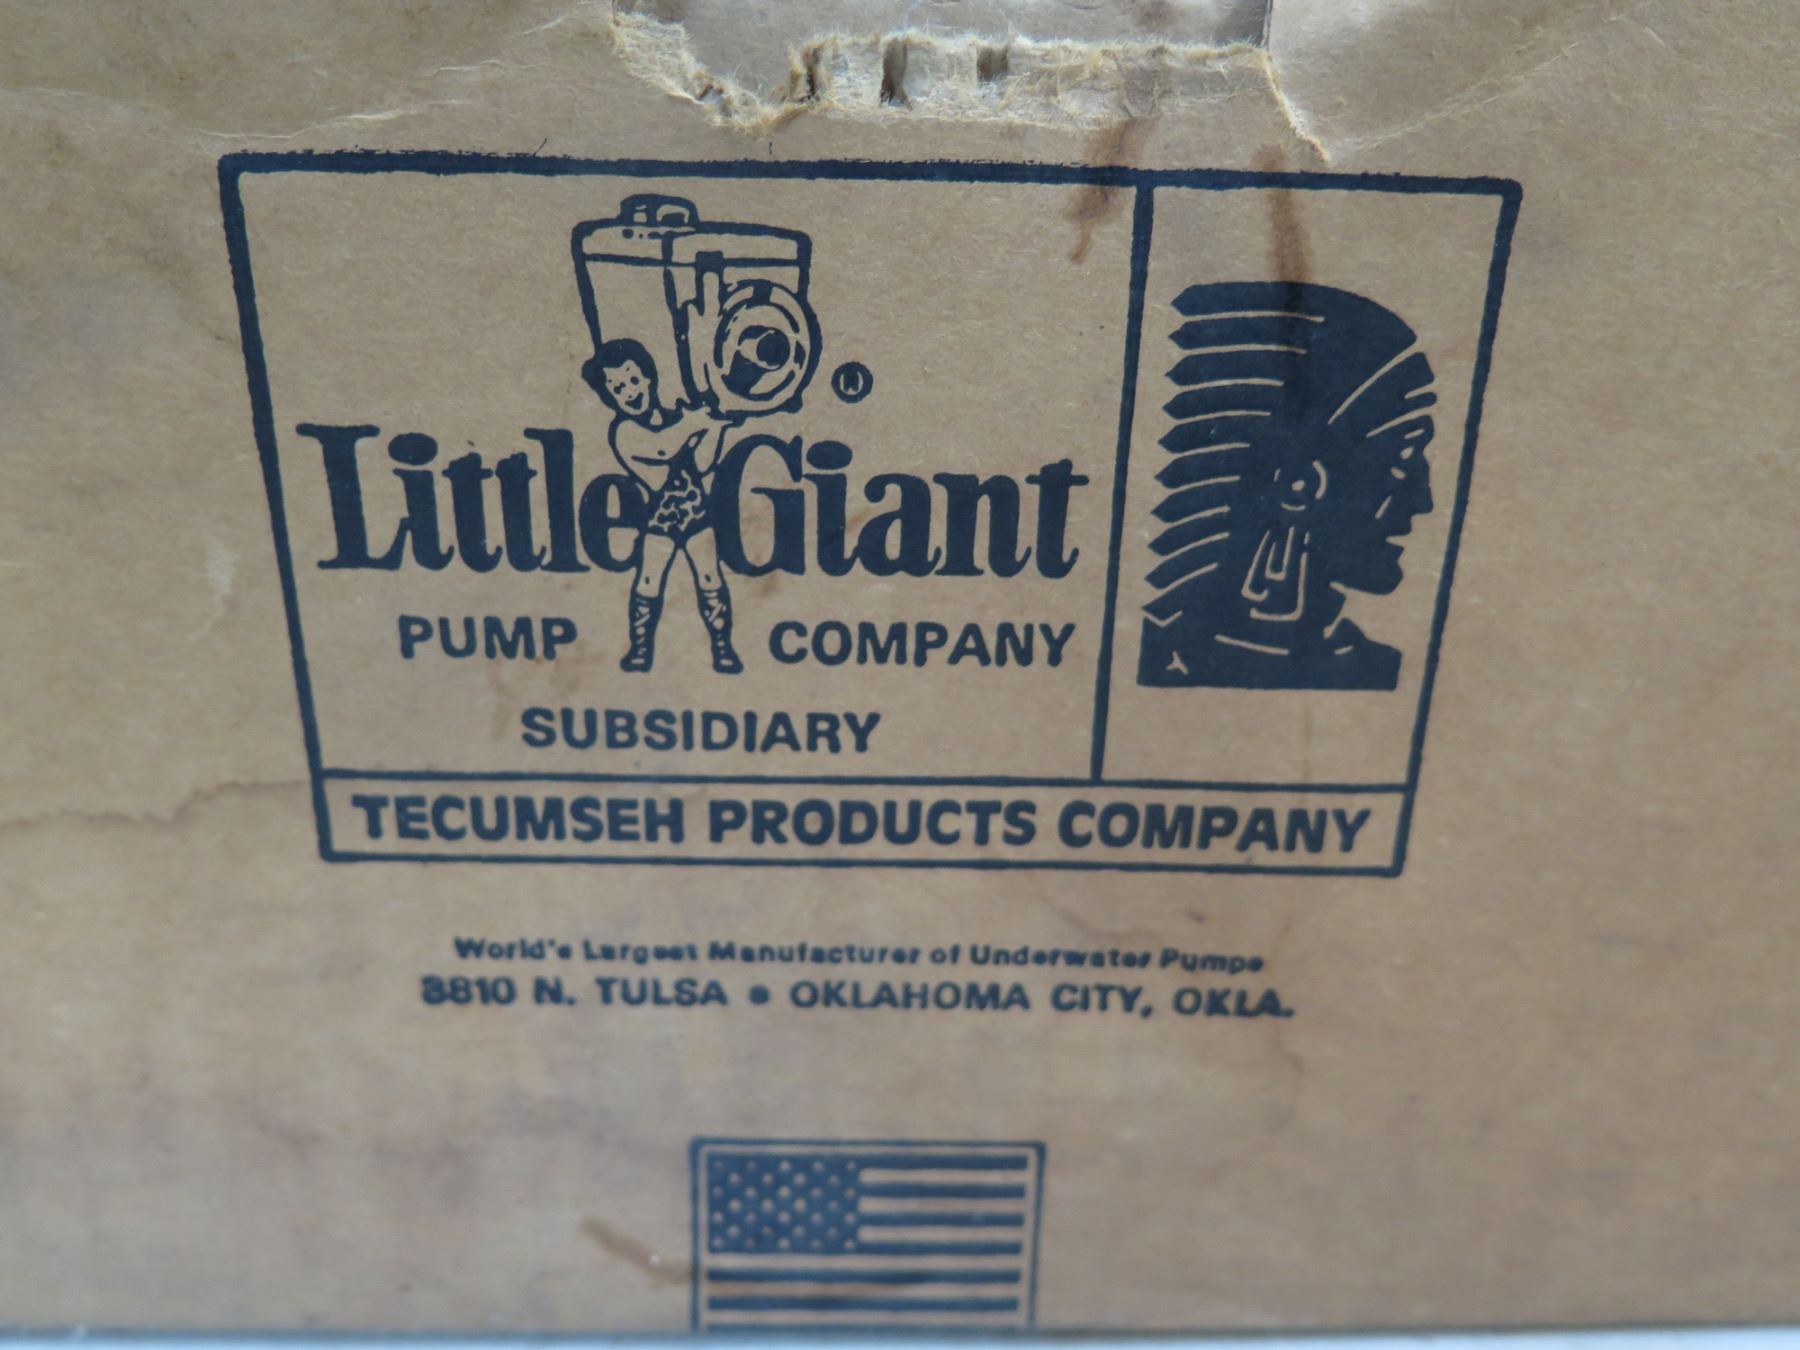 Little Giant
PUMP COMPANY
SUBSIDIARY
TECUMSEH PRODUCTS COMPANY
World's Largest Manufacturer of Underwater Pumps
3810 N. TULSA • OKLAHOMA CITY, OKLA.